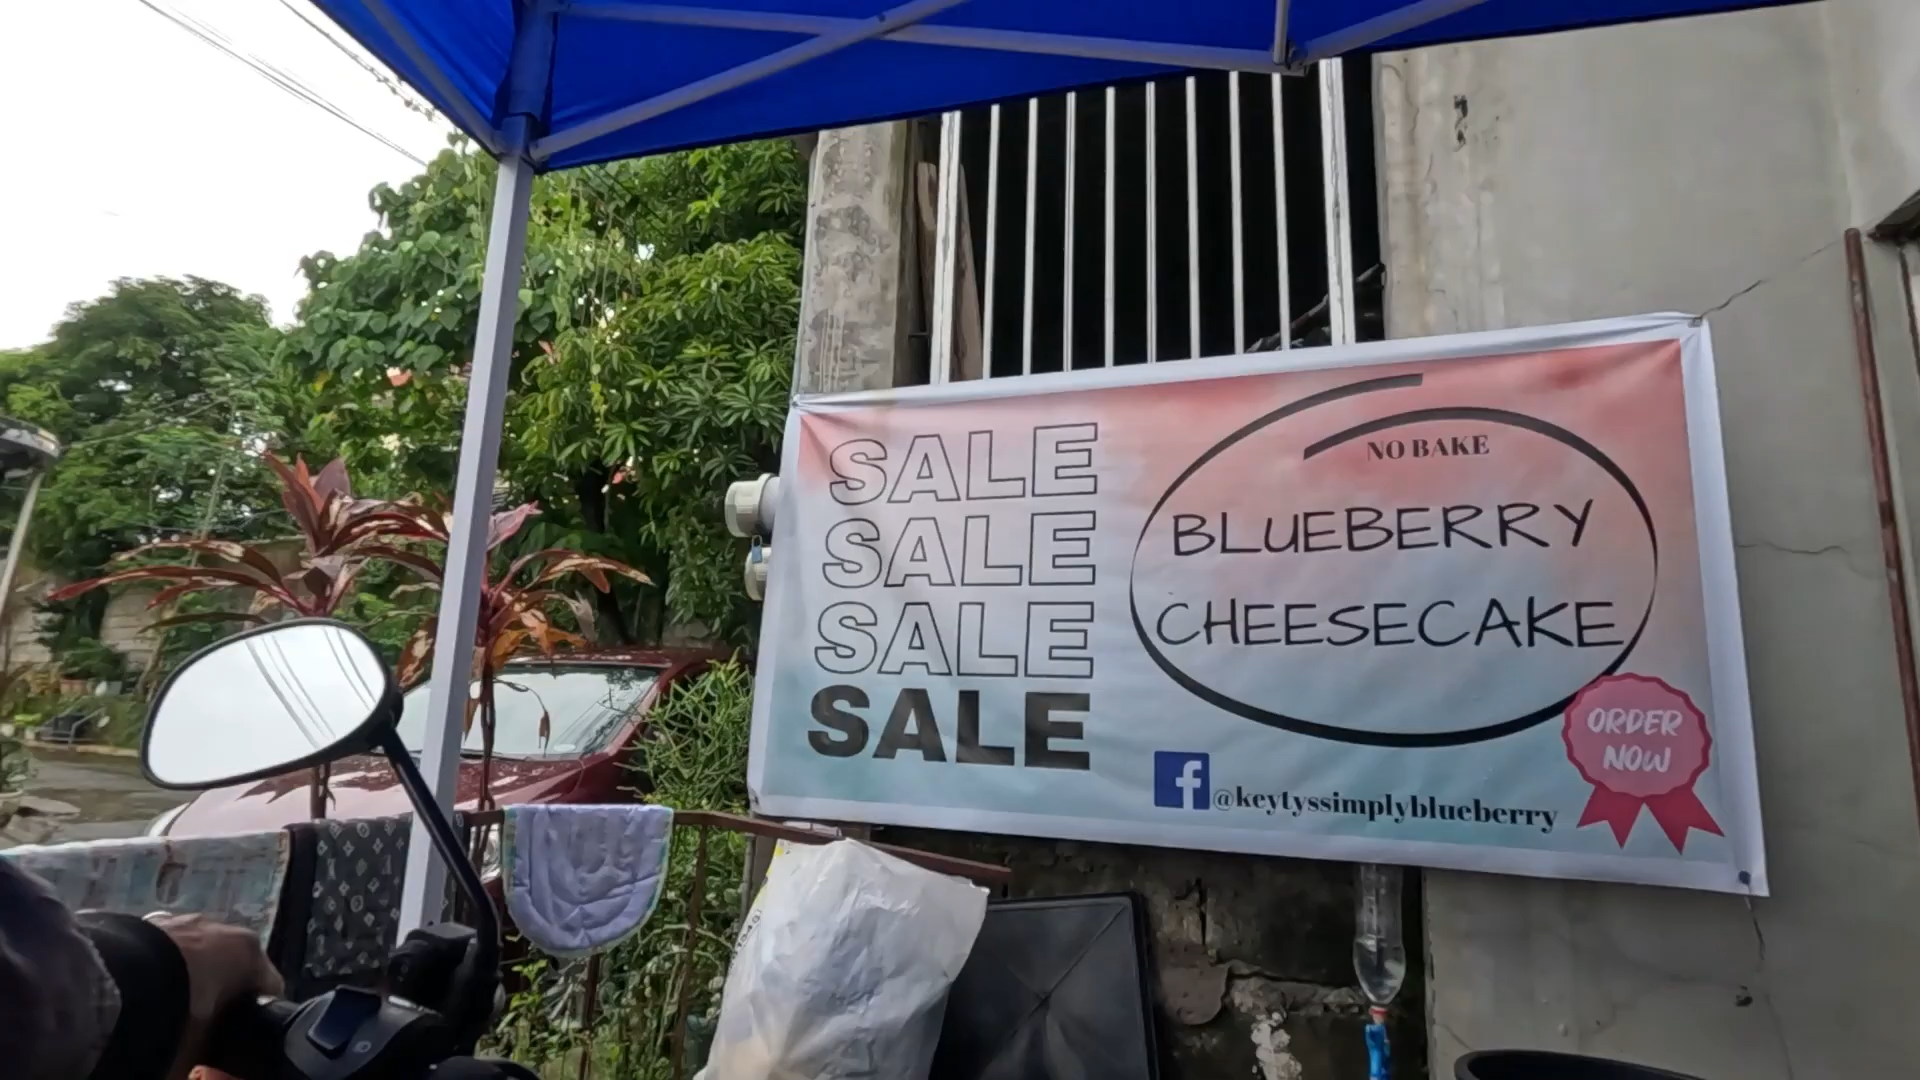 SALE
SALE
SALE
SALE
NO BAKE
BLUEBERRY
CHEESECAKE
ORDER
NOW
@keytyssimplyblueberry